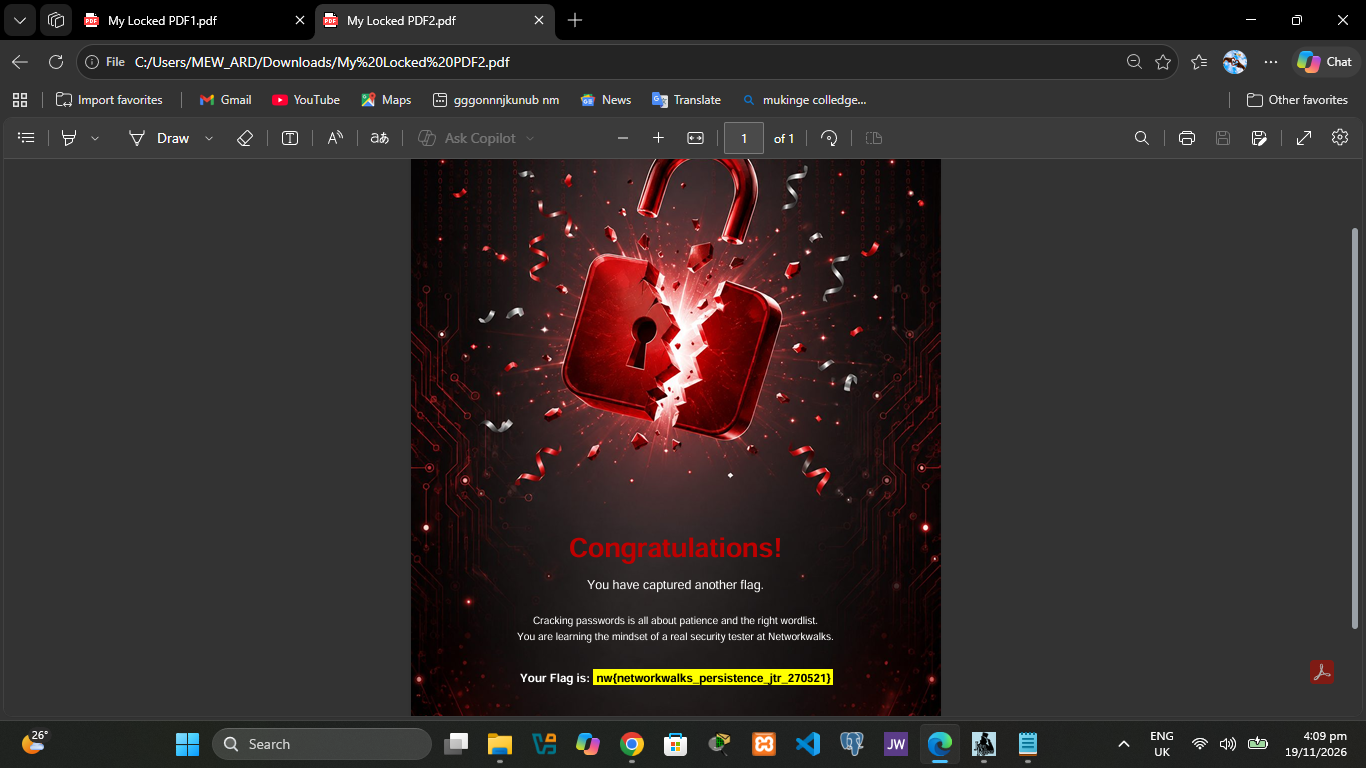 My Locked PDF1.pdf
My Locked PDF2.pdf
File C:/Users/MEW_ARD/Downloads/My%20Locked%20PDF2.pdf
Chat
Import favorites
Gmail
YouTube
Maps
gggonnnjkunub nm
News
Translate
mukinge colledge...
Other favorites
Draw
Ask Copilot
1 of 1
Congratulations!
You have captured another flag.
Cracking passwords is all about patience and the right wordlist.
You are learning the mindset of a real security tester at Networkwalks.
Your Flag is: nw{networkwalks_persistence_jtr_270521}
26°
Search
JW
ENG
UK
4:09 pm
19/11/2026